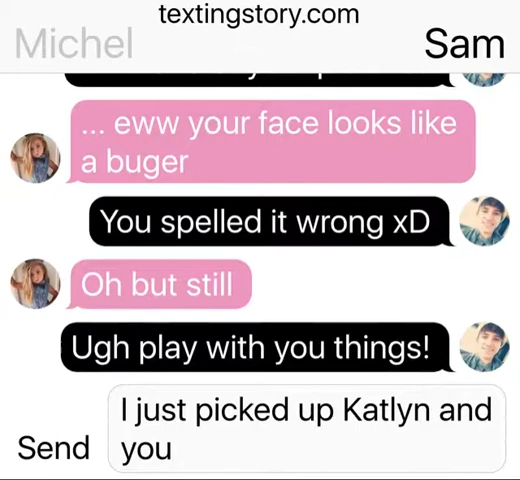 textingstory.com
Michel
Sam
... eww your face looks like
a buger
You spelled it wrong xD
Oh but still
Ugh play with you things!
I just picked up Katlyn and
you
Send